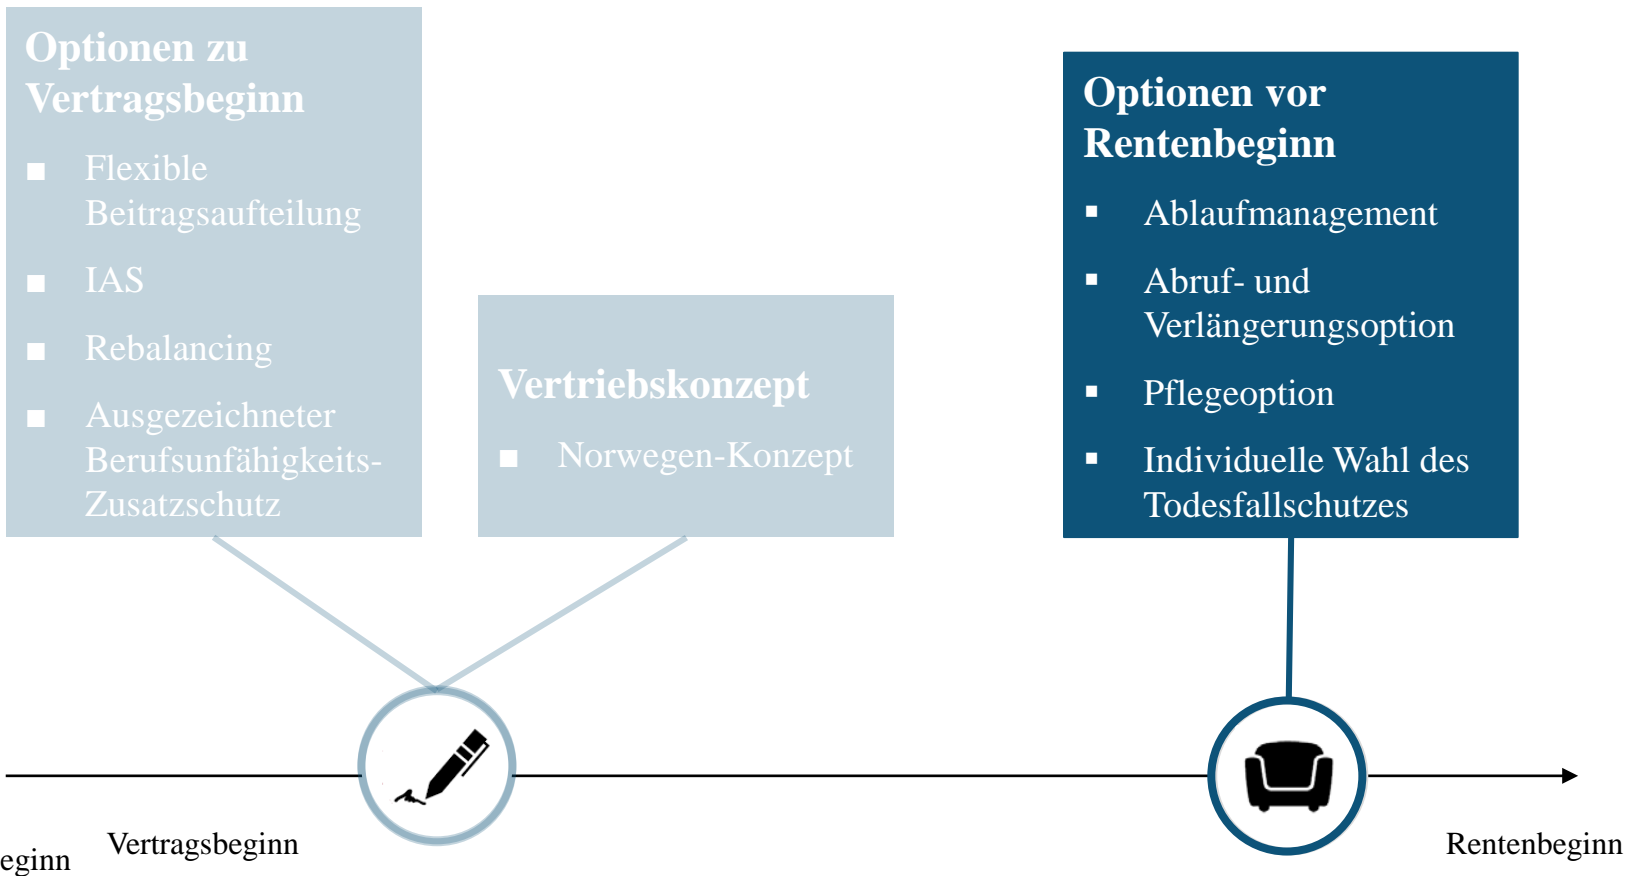 Optionen zu
Vertragsbeginn
■ Flexible
Beitragsaufteilung
■ IAS
■ Rebalancing
■ Ausgezeichneter
Berufsunfähigkeits-
Zusatzschutz
Vertriebskonzept
■ Norwegen-Konzept
Optionen vor
Rentenbeginn
▪ Ablaufmanagement
▪ Abruf- und
Verlängerungsoption
▪ Pflegeoption
▪ Individuelle Wahl des
Todesfallschutzes
eginn
Vertragsbeginn
Rentenbeginn